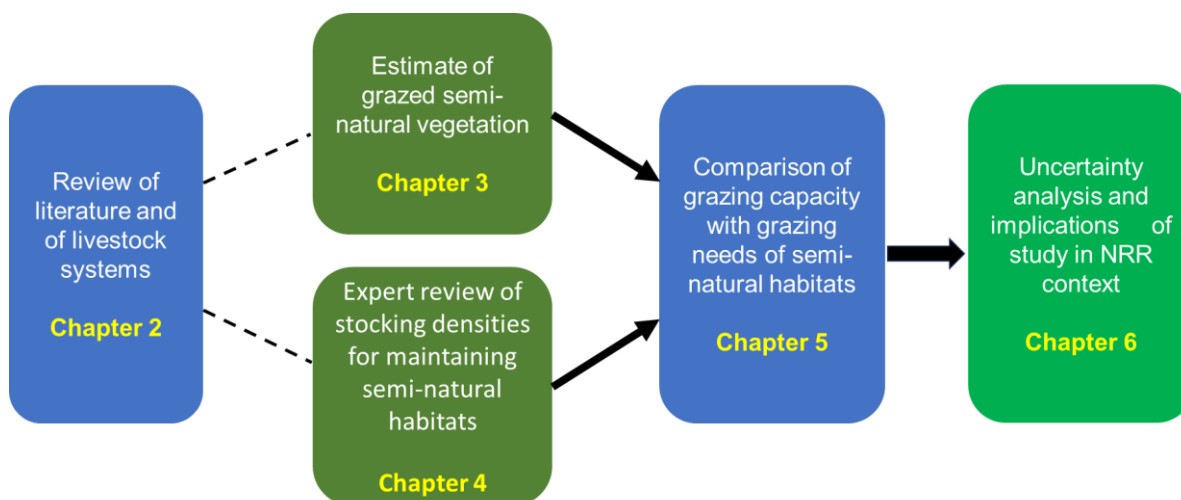 Review of
literature and
of livestock
systems
Chapter 2
Estimate of
grazed semi-
natural vegetation
Chapter 3
Expert review of
stocking densities
for maintaining
semi-natural
habitats
Chapter 4
Comparison of
grazing capacity
with grazing
needs of semi-
natural habitats
Chapter 5
Uncertainty
analysis and
implications of
study in NRR
context
Chapter 6